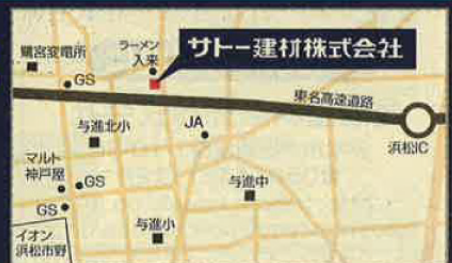 サトー建材株式会社
鷺宮変電所
ラーメン
入来
GS
東名高速道路
浜松IC
与進北小
JA
マルト
神戸屋
GS
与進中
GS
与進小
イオン
浜松市野